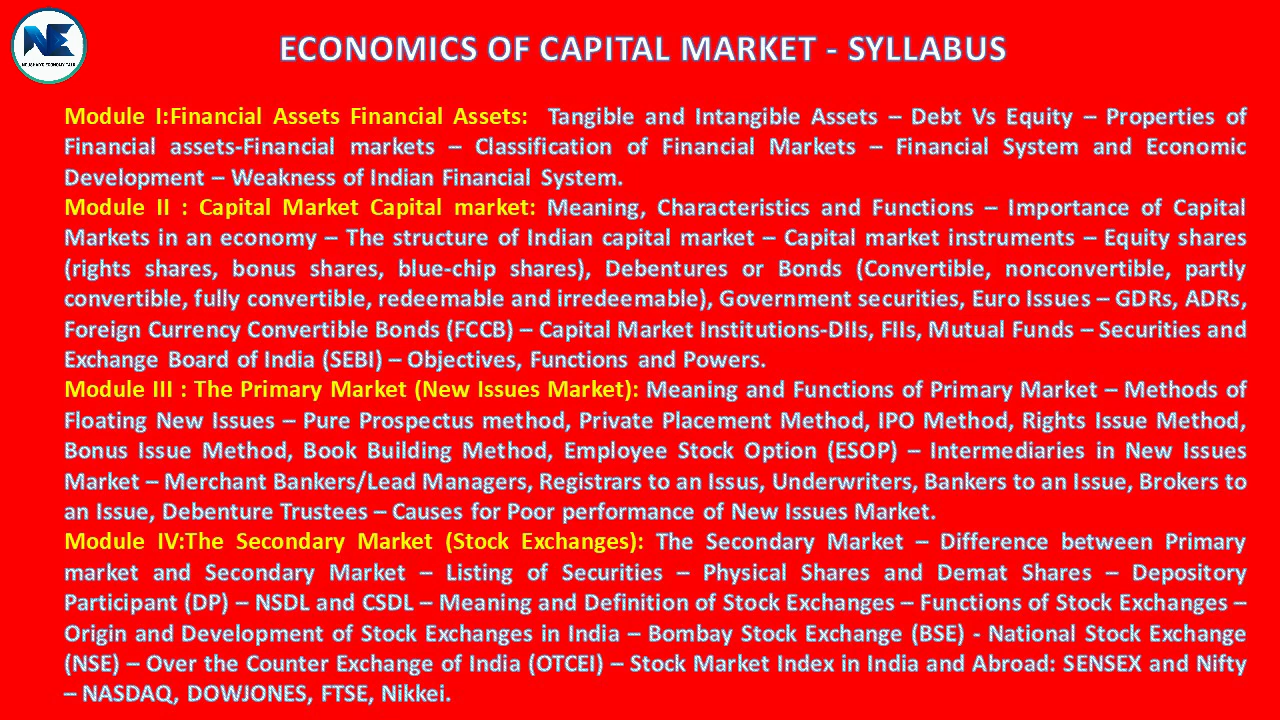 NE
ECONOMICS OF CAPITAL MARKET - SYLLABUS
Module I:Financial Assets Financial Assets: Tangible and Intangible Assets – Debt Vs Equity – Properties of
Financial assets-Financial markets – Classification of Financial Markets – Financial System and Economic
Development – Weakness of Indian Financial System.
Module II : Capital Market Capital market: Meaning, Characteristics and Functions – Importance of Capital
Markets in an economy – The structure of Indian capital market – Capital market instruments – Equity shares
(rights shares, bonus shares, blue-chip shares), Debentures or Bonds (Convertible, nonconvertible, partly
convertible, fully convertible, redeemable and irredeemable), Government securities, Euro Issues – GDRs, ADRs,
Foreign Currency Convertible Bonds (FCCB) – Capital Market Institutions-DIIs, FIIs, Mutual Funds – Securities and
Exchange Board of India (SEBI) – Objectives, Functions and Powers.
Module III : The Primary Market (New Issues Market): Meaning and Functions of Primary Market – Methods of
Floating New Issues – Pure Prospectus method, Private Placement Method, IPO Method, Rights Issue Method,
Bonus Issue Method, Book Building Method, Employee Stock Option (ESOP) – Intermediaries in New Issues
Market – Merchant Bankers/Lead Managers, Registrars to an Issus, Underwriters, Bankers to an Issue, Brokers to
an Issue, Debenture Trustees – Causes for Poor performance of New Issues Market.
Module IV:The Secondary Market (Stock Exchanges): The Secondary Market – Difference between Primary
market and Secondary Market – Listing of Securities – Physical Shares and Demat Shares – Depository
Participant (DP) – NSDL and CSDL – Meaning and Definition of Stock Exchanges – Functions of Stock Exchanges –
Origin and Development of Stock Exchanges in India – Bombay Stock Exchange (BSE) - National Stock Exchange
(NSE) – Over the Counter Exchange of India (OTCEI) – Stock Market Index in India and Abroad: SENSEX and Nifty
– NASDAQ, DOWJONES, FTSE, Nikkei.